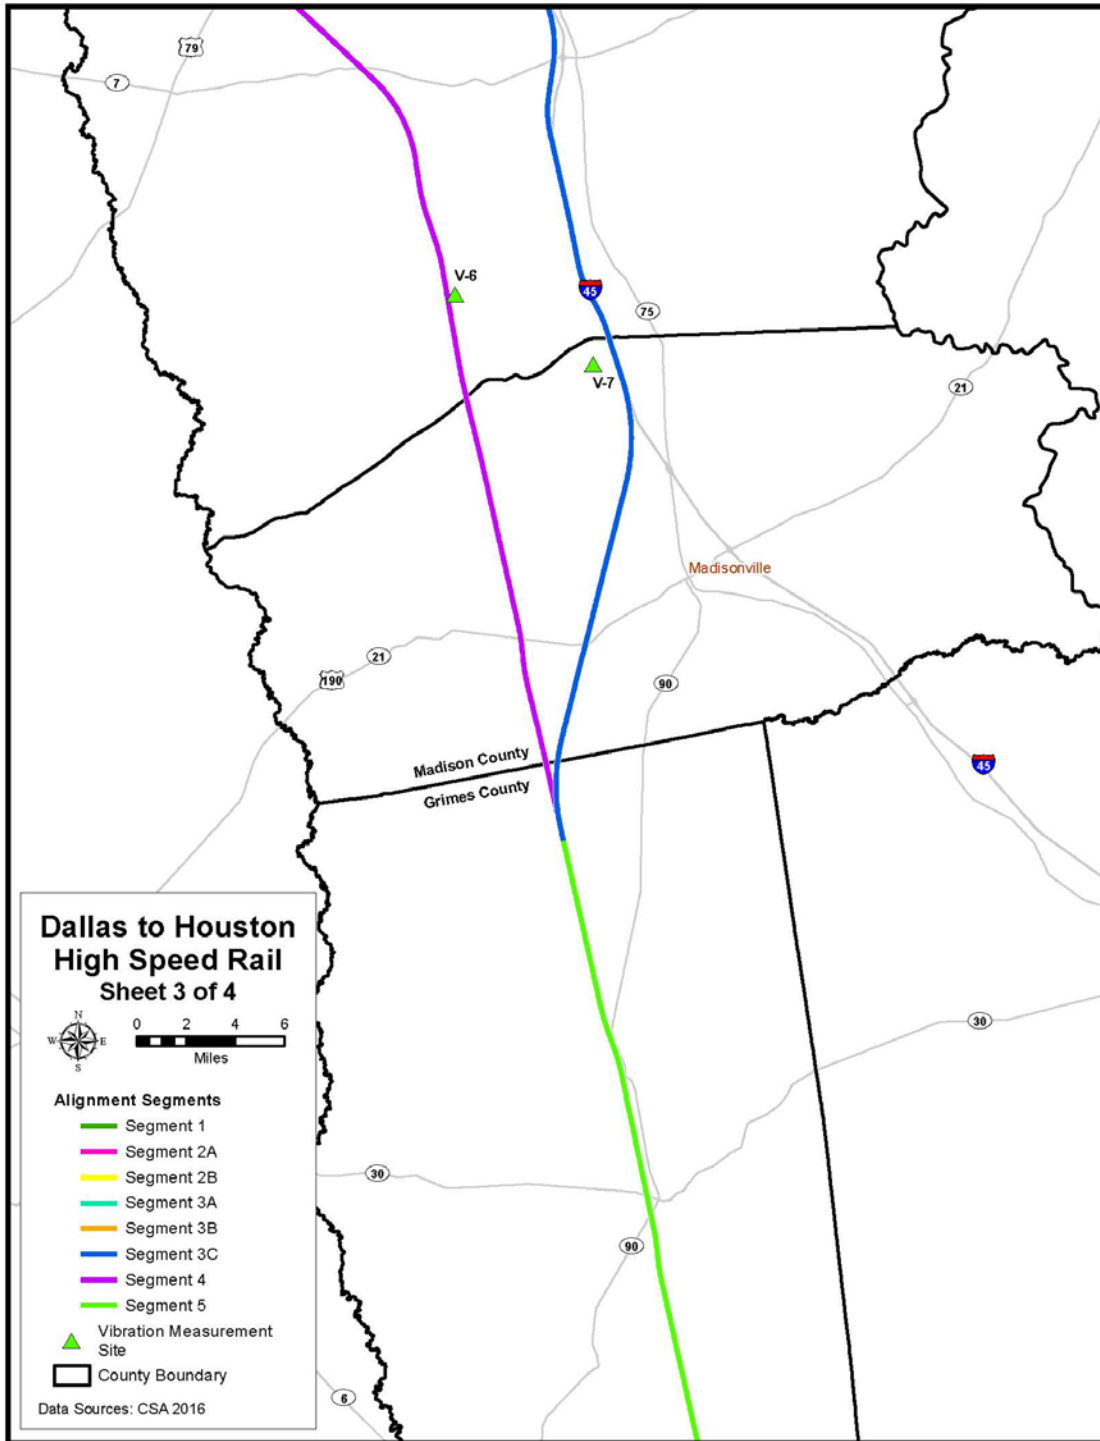 79
7
V-6
45
75
V-7
21
Madisonville
21
190
90
Madison County
Grimes County
45
Dallas to Houston
High Speed Rail
Sheet 3 of 4
N
W E
S
0 2 4 6
Miles
30
Alignment Segments
Segment 1
Segment 2A
Segment 2B
30
Segment 3A
Segment 3B
90
Segment 3C
Segment 4
Segment 5
Vibration Measurement
Site
County Boundary
6
Data Sources: CSA 2016